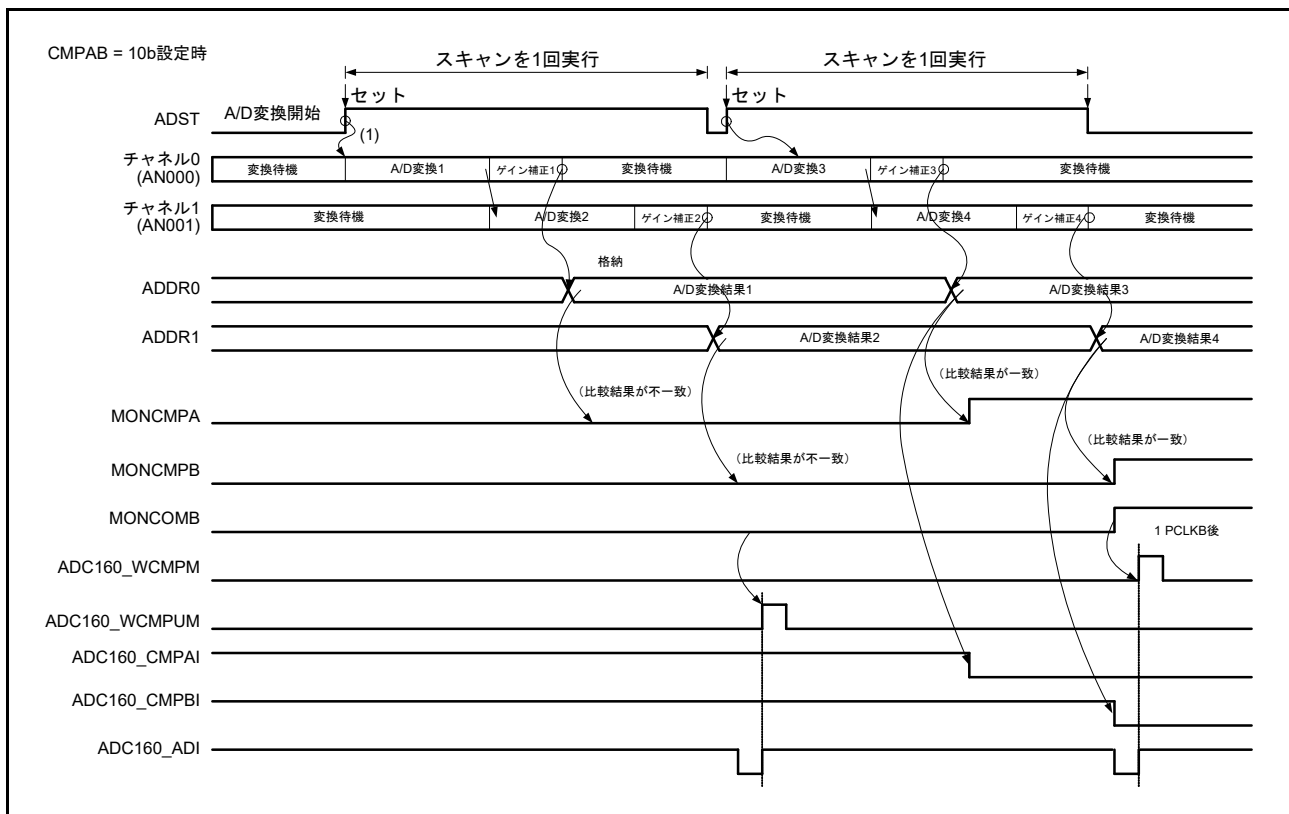 CMPAB = 10b設定時
スキャンを1回実行 スキャンを1回実行
セット セット
ADST A/D変換開始
(1)
チャネル0
(AN000)
変換待機 A/D変換1 ゲイン補正1 変換待機 A/D変換3 ゲイン補正3 変換待機
チャネル1
(AN001)
変換待機 A/D変換2 ゲイン補正2 変換待機 A/D変換4 ゲイン補正4 変換待機
格納
ADDR0 A/D変換結果1 A/D変換結果3
ADDR1 A/D変換結果2 A/D変換結果4
(比較結果が不一致) (比較結果が一致)
MONCMPA
(比較結果が不一致) (比較結果が一致)
MONCMPB
MONCOMB
1 PCLKB後
ADC160_WCMPM
ADC160_WCMPUM
ADC160_CMPAI
ADC160_CMPBI
ADC160_ADI